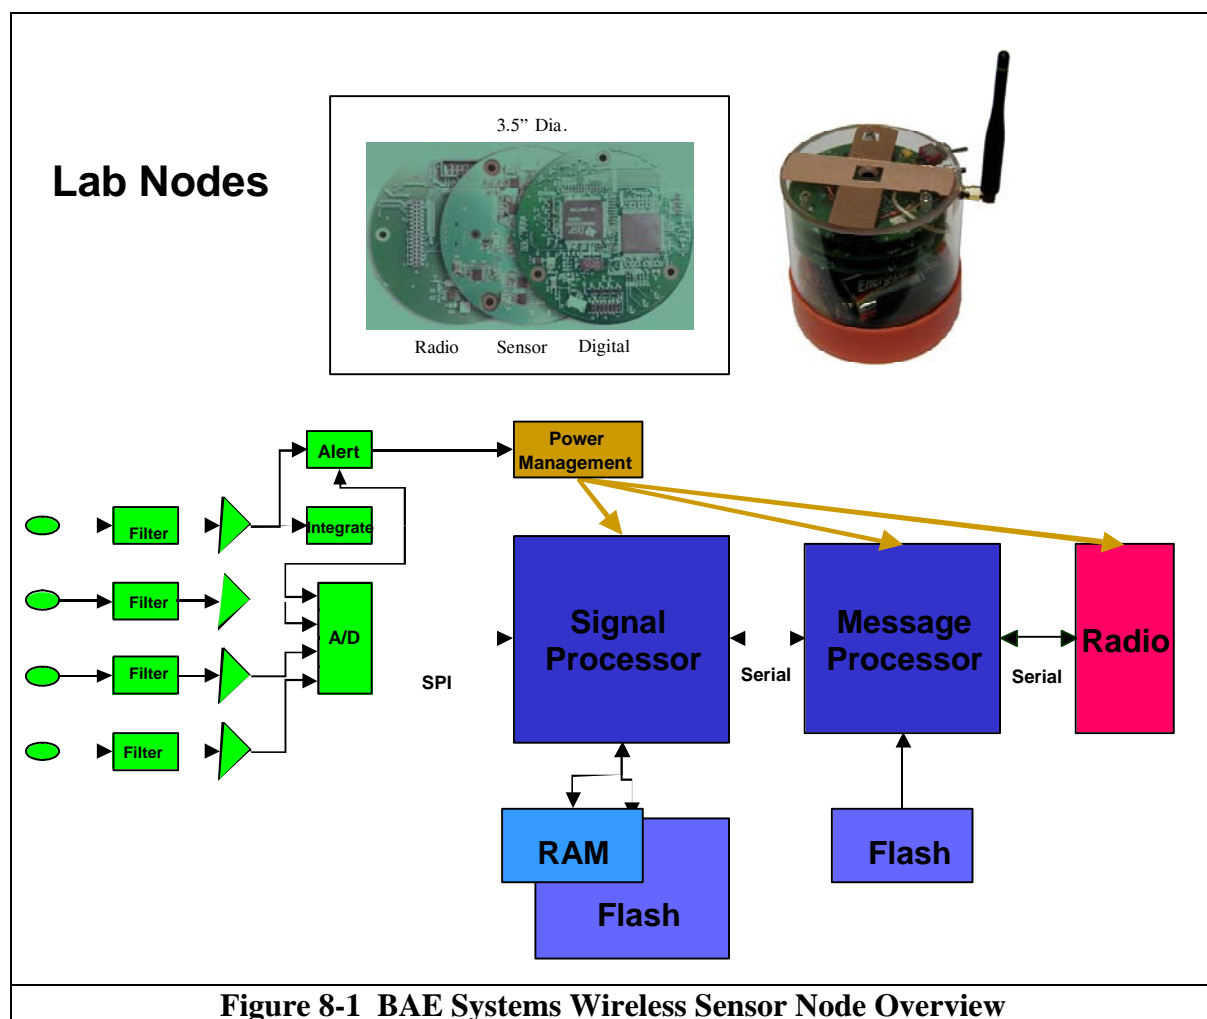 3.5” Dia.
Lab Nodes
Radio Sensor Digital
Energizer
Alert
Power
Management
Filter
Integrate
Filter
A/D
Filter
Filter
SPI
Signal
Processor
Serial
Message
Processor
Serial
Radio
RAM
Flash
Flash
Figure 8-1 BAE Systems Wireless Sensor Node Overview